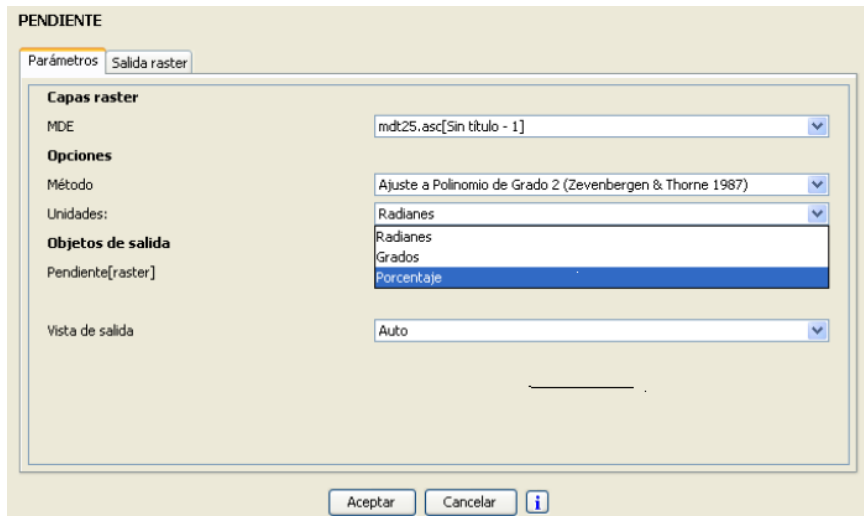 PENDIENTE
Parámetros Salida raster
Capas raster
MDE mdt25.asc[Sin título - 1]
Opciones
Método Ajuste a Polinomio de Grado 2 (Zevenbergen & Thorne 1987)
Unidades: Radianes
Radianes
Objetos de salida
Grados
Pendiente[raster] Porcentaje
Vista de salida Auto
Aceptar Cancelar i